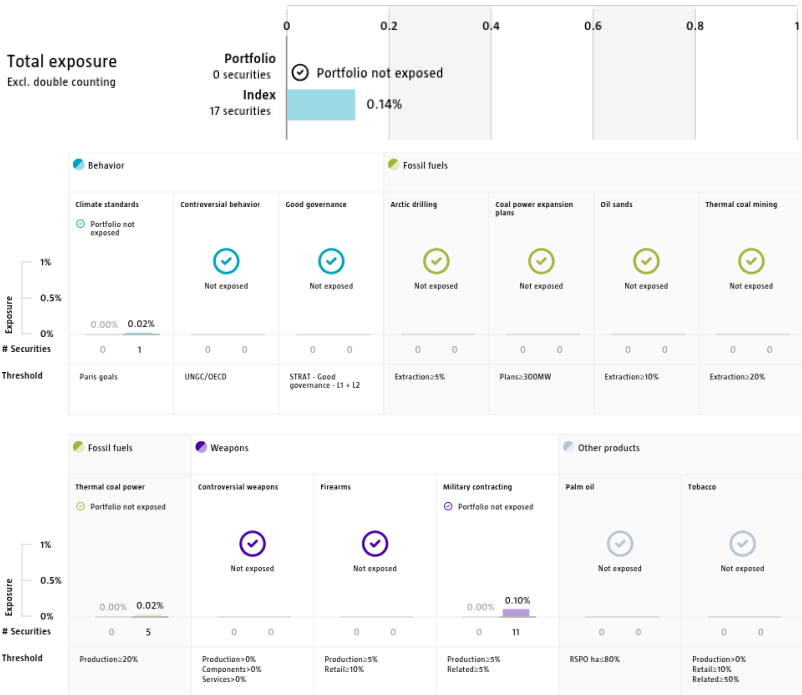 0 0.2 0.4 0.6 0.8 1
Total exposure
Excl. double counting
Portfolio
0 securities
Portfolio not exposed
Index
17 securities
0.14%
Behavior
Fossil fuels
Climate standards
Controversial behavior
Good governance
Arctic drilling
Coal power expansion
plans
Oil sands
Thermal coal mining
Portfolio not
exposed
Not exposed
Not exposed
Not exposed
Not exposed
Not exposed
Not exposed
Exposure
1%
0.5%
0%
0.00% 0.02%
# Securities 0 1 0 0 0 0 0 0 0 0 0 0 0 0
Threshold
Paris goals
UNGC/OECD
STRAT - Good
governance - L1 + L2
Extraction≥5%
Plans≥300MW
Extraction≥10%
Extraction≥20%
Fossil fuels
Weapons
Other products
Thermal coal power
Controversial weapons
Firearms
Military contracting
Palm oil
Tobacco
Portfolio not exposed
Not exposed
Not exposed
Portfolio not exposed
Not exposed
Not exposed
Exposure
1%
0.5%
0%
0.00% 0.02%
0.00% 0.10%
# Securities 0 5 0 0 0 0 0 11 0 0 0 0
Threshold
Production≥20%
Production>0%
Components>0%
Services>0%
Production≥5%
Retail≥10%
Production≥5%
Related≥5%
RSPO ha≤80%
Production>0%
Retail≥10%
Related≥50%